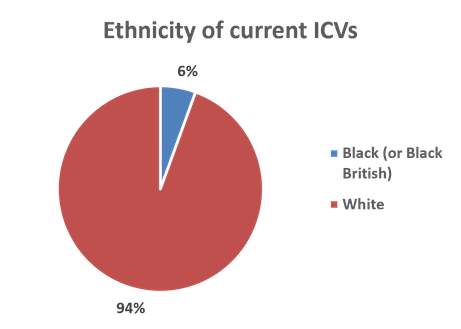 Ethnicity of current ICVs
6%
Black (or Black
British)
White
94%